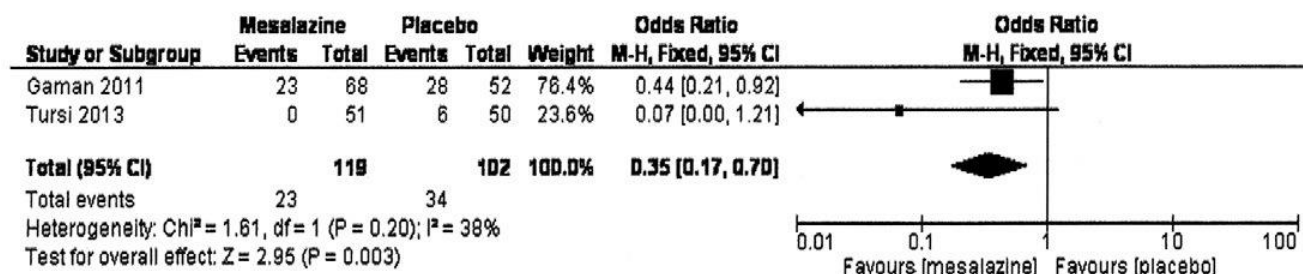 Mesalazine Placebo Odds Ratio Odds Ratio
Study or Subgroup Events Total Events Total Weight M-H, Fixed, 95% CI M-H, Fixed, 95% CI
Gaman 2011 23 68 28 52 76.4% 0.44 [0.21, 0.92]
Tursi 2013 0 51 6 50 23.6% 0.07 [0.00, 1.21]
Total (95% CI) 119 102 100.0% 0.35 [0.17, 0.70]
Total events 23 34
Heterogeneity: Chi² = 1.61, df = 1 (P = 0.20); I² = 38%
Test for overall effect: Z = 2.95 (P = 0.003)
0.01 0.1 1 10 100
Favours [mesalazine] Favours [placebo]